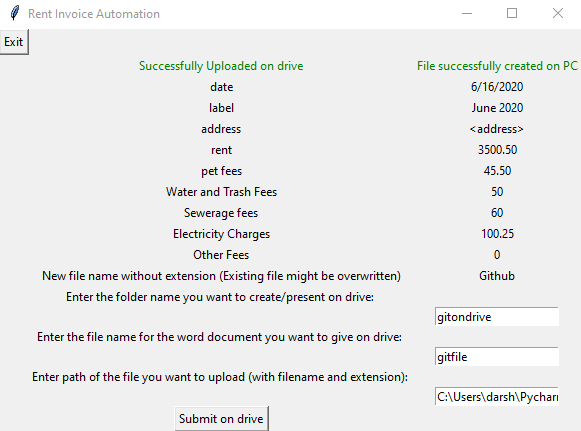 Rent Invoice Automation
Exit
Successfully Uploaded on drive File successfully created on PC
date 6/16/2020
label June 2020
address <address>
rent 3500.50
pet fees 45.50
Water and Trash Fees 50
Sewerage fees 60
Electricity Charges 100.25
Other Fees 0
New file name without extension (Existing file might be overwritten) Github
Enter the folder name you want to create/present on drive:
gitondrive
Enter the file name for the word document you want to give on drive:
gitfile
Enter path of the file you want to upload (with filename and extension):
C:\Users\darsh\Pycharm
Submit on drive